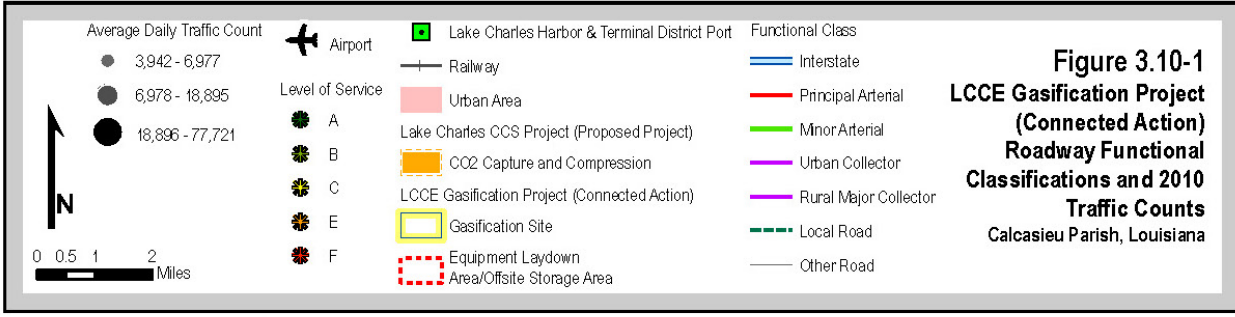 Average Daily Traffic Count
3,942 - 6,977
6,978 - 18,895
18,896 - 77,721
N
0 0.5 1 2
Miles
Airport
Level of Service
A
B
C
E
F
Lake Charles Harbor & Terminal District Port
Railway
Urban Area
Lake Charles CCS Project (Proposed Project)
CO2 Capture and Compression
LCCE Gasification Project (Connected Action)
Gasification Site
Equipment Laydown
Area/Offsite Storage Area
Functional Class
Interstate
Principal Arterial
Minor Arterial
Urban Collector
Rural Major Collector
Local Road
Other Road
Figure 3.10-1
LCCE Gasification Project
(Connected Action)
Roadway Functional
Classifications and 2010
Traffic Counts
Calcasieu Parish, Louisiana